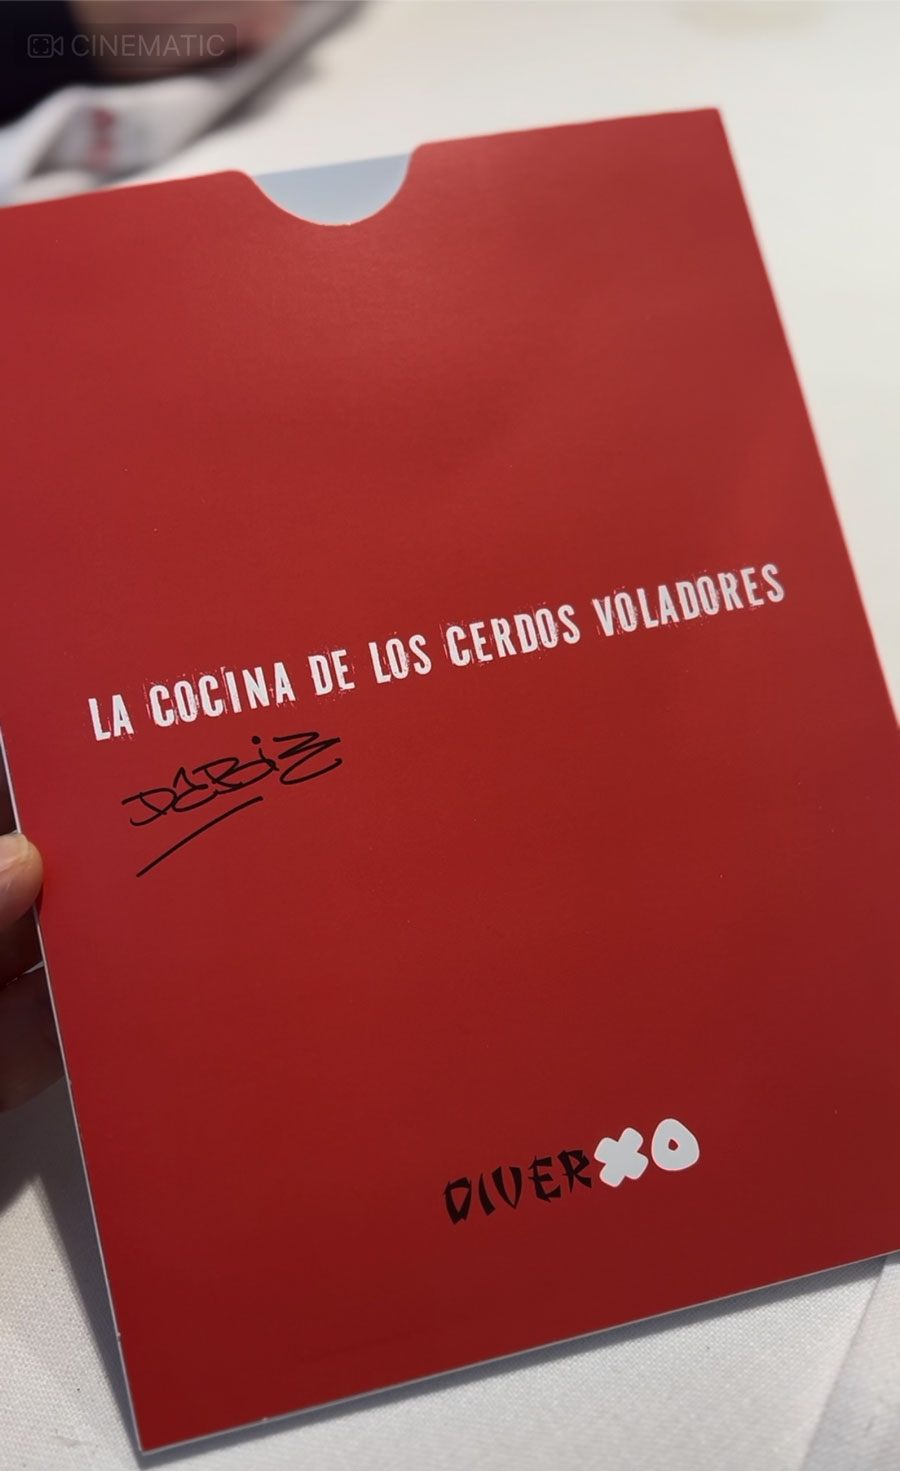 CINEMATIC
LA COCINA DE LOS CERDOS VOLADORES
DABIZ
DIVERXO